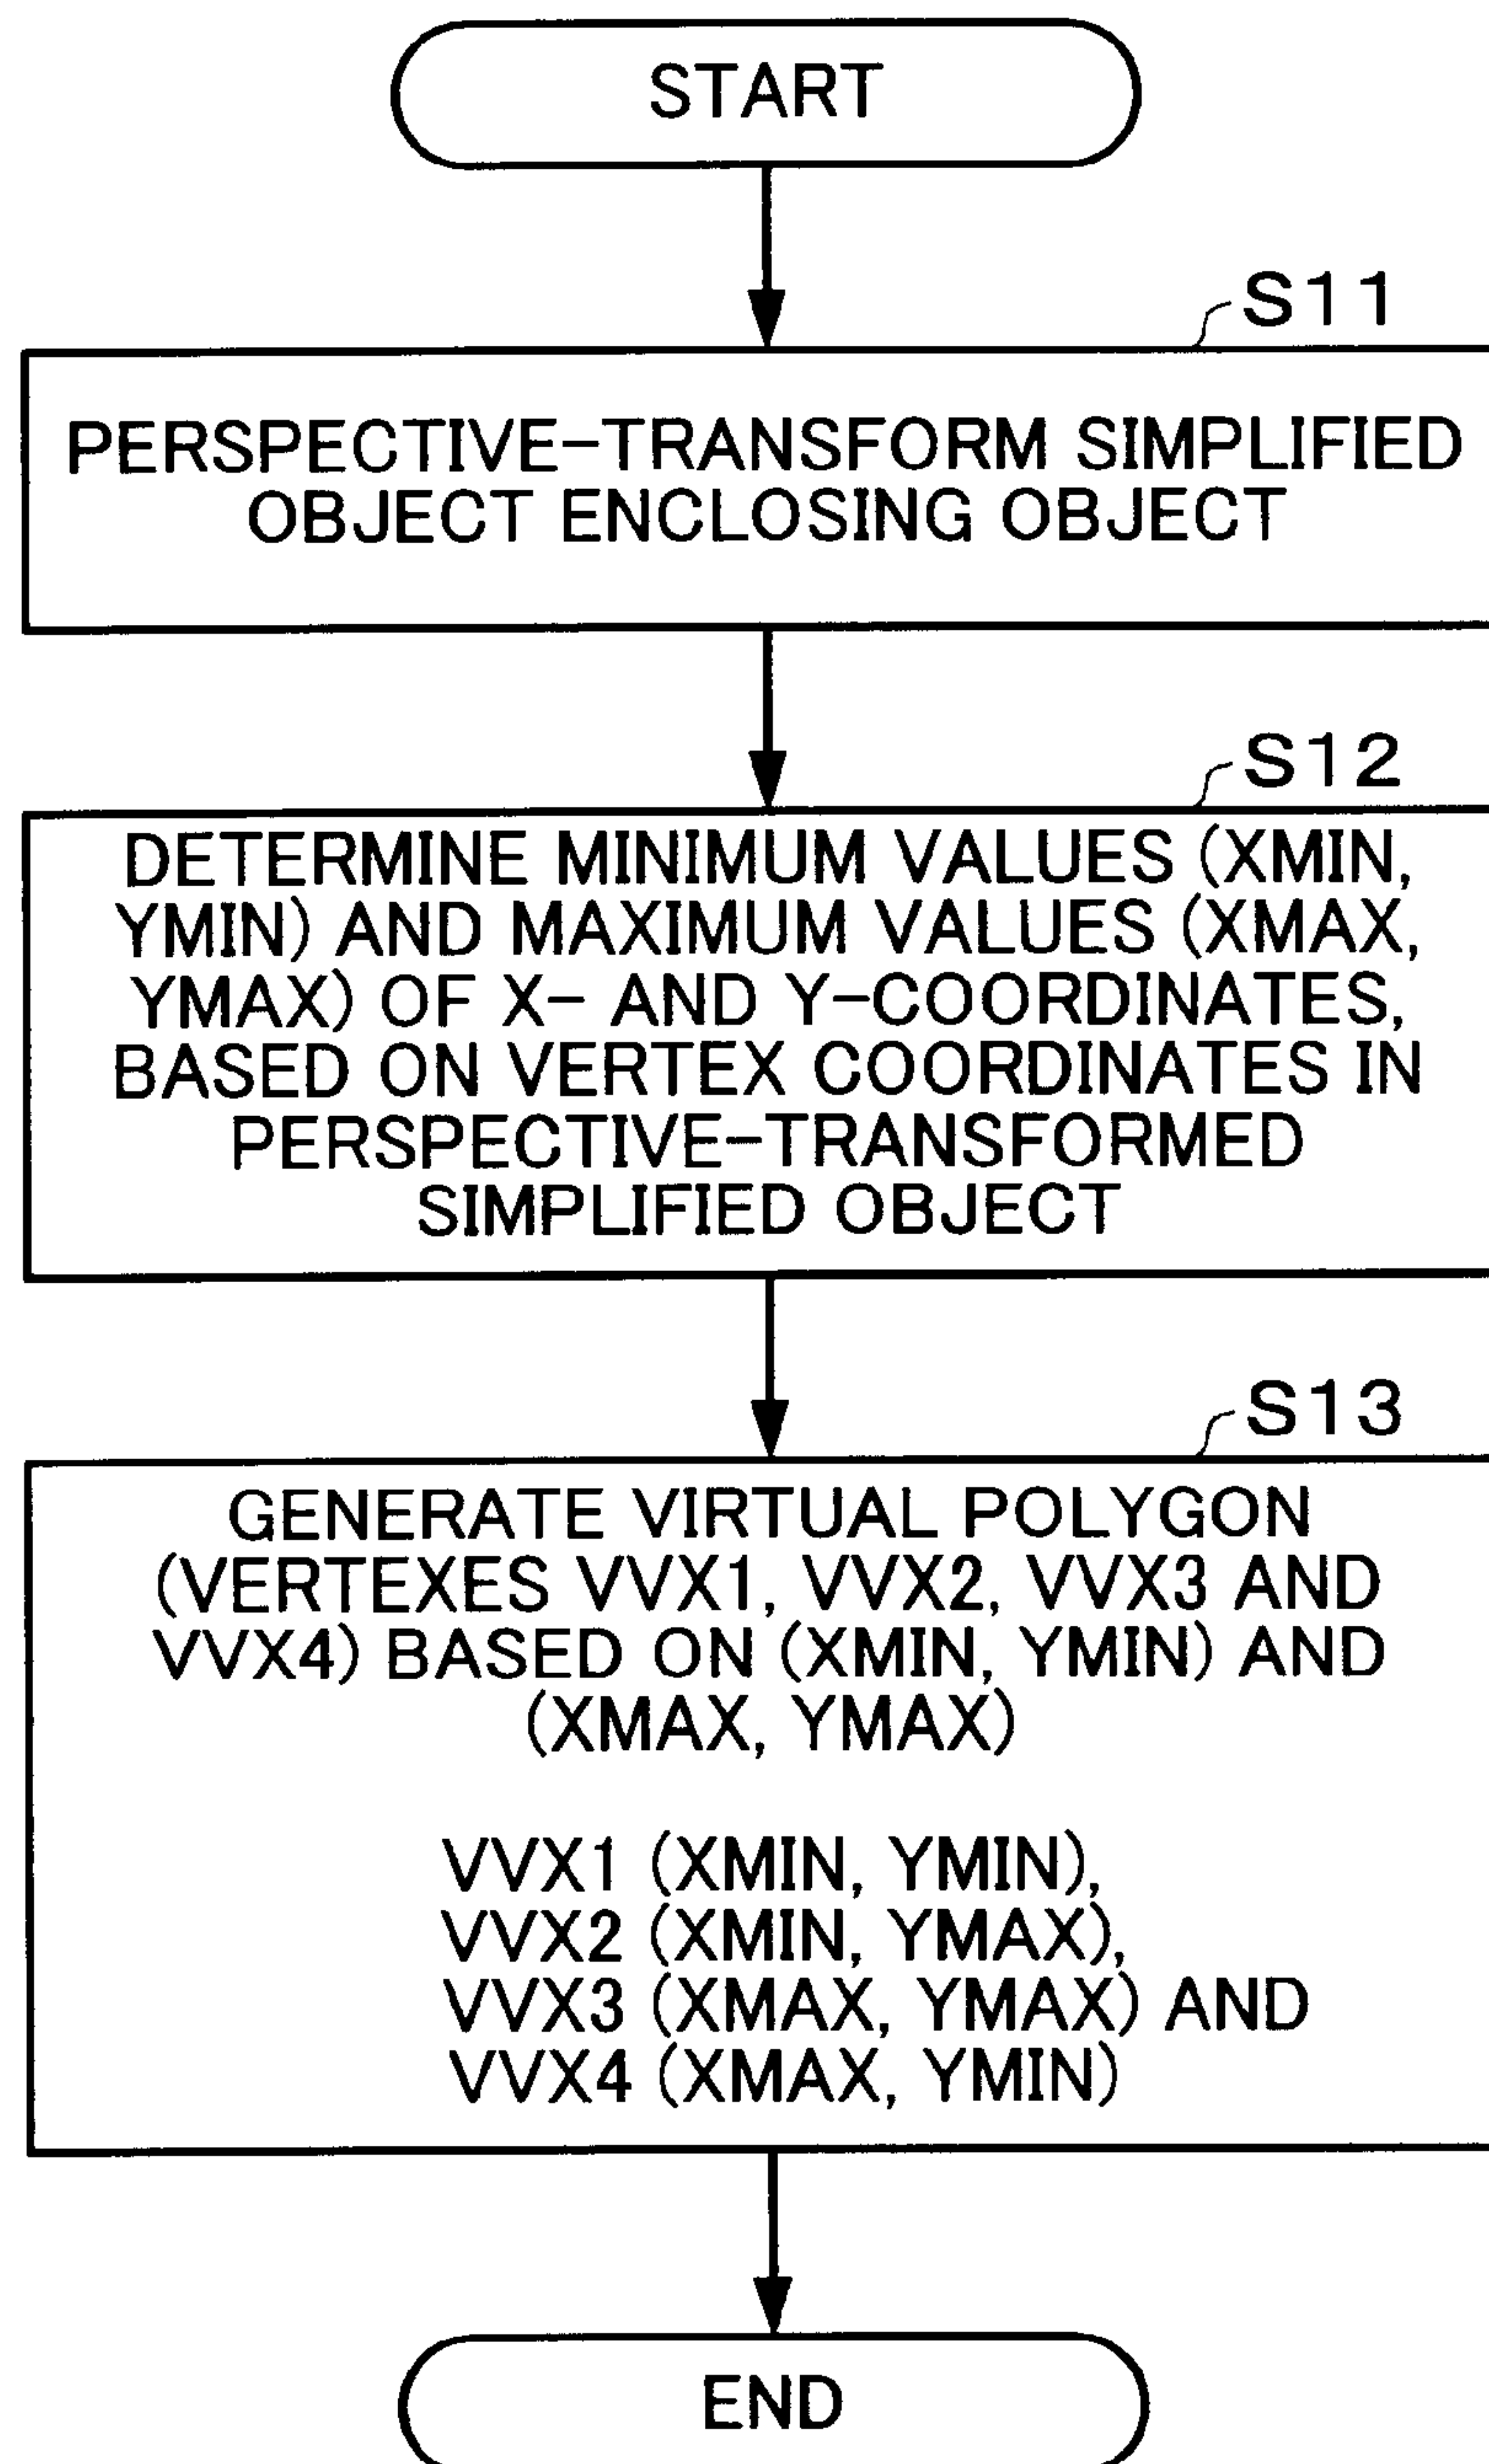 START
S11
PERSPECTIVE-TRANSFORM SIMPLIFIED
OBJECT ENCLOSING OBJECT
S12
DETERMINE MINIMUM VALUES (XMIN,
YMIN) AND MAXIMUM VALUES (XMAX,
YMAX) OF X- AND Y-COORDINATES,
BASED ON VERTEX COORDINATES IN
PERSPECTIVE-TRANSFORMED
SIMPLIFIED OBJECT
S13
GENERATE VIRTUAL POLYGON
(VERTEXES VVX1, VVX2, VVX3 AND
VVX4) BASED ON (XMIN, YMIN) AND
(XMAX, YMAX)
VVX1 (XMIN, YMIN),
VVX2 (XMIN, YMAX),
VVX3 (XMAX, YMAX) AND
VVX4 (XMAX, YMIN)
END